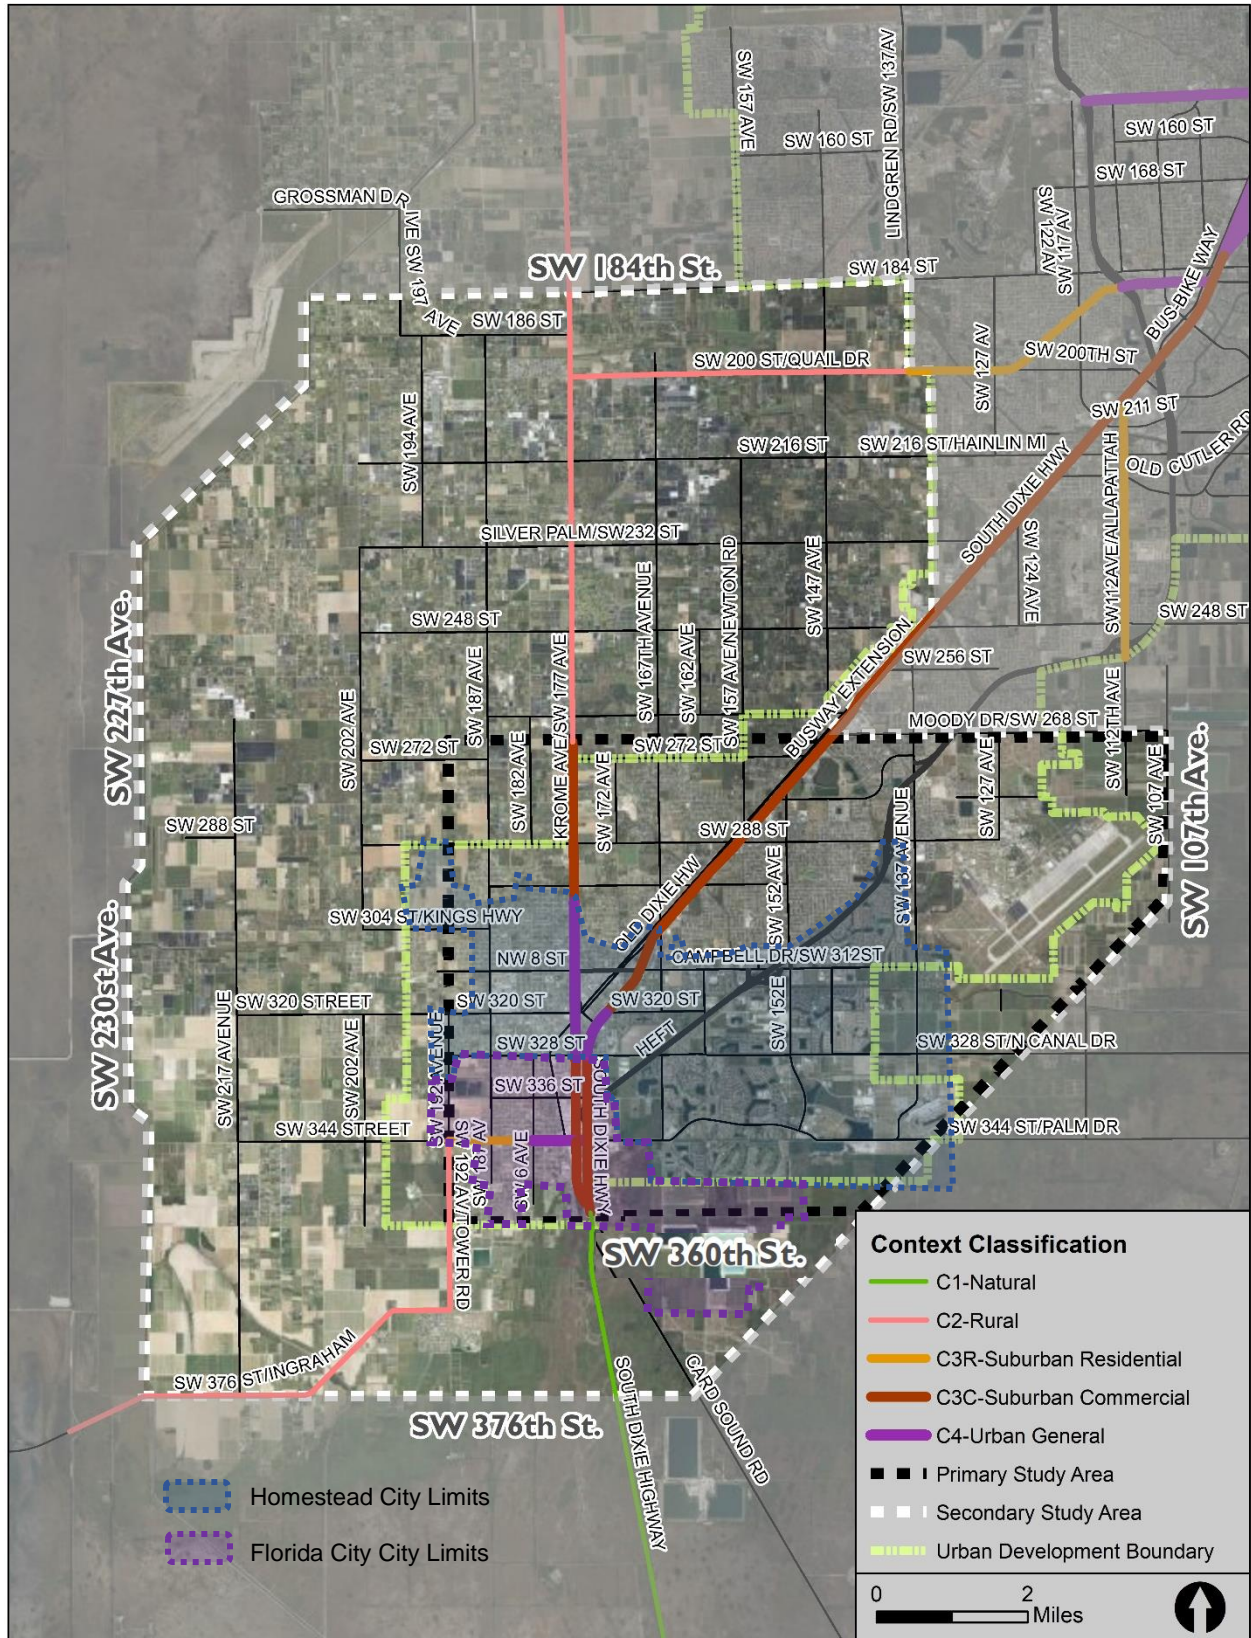 SW 157 AVE
LINDGREN RD/SW 137AV
SW 160 ST
SW 160 ST
SW 168 ST
GROSSMAN DR
IVE SW 197 AVE
SW 122 AV
SW 117 AV
BUS-BIKE WAY
SW 184th St.
SW 184 ST
SW 186 ST
SW 200 ST/QUAIL DR
SW 127 AV
SW 200TH ST
SW 194 AVE
SW 211 ST
SW 216 ST
SW 216 ST/HAINLIN MI
OLD CUTLER RD
SOUTH DIXIE HWY
SW112AVE/ALLAPATTAH
SILVER PALM/SW232 ST
SW 124 AVE
SW 227th Ave.
SW 167TH AVENUE
SW 157 AVE/NEWTON RD
SW 147 AVE
SW 248 ST
SW 248 ST
SW 162 AVE
SW 187 AVE
KROME AVE/SW 177 AVE
BUSWAY EXTENSION
SW 256 ST
SW 202 AVE
SW 182 AVE
SW 172 AVE
SW 272 ST
SW 272 ST
MOODY DR/SW 268 ST
SW 112TH AVE
SW 107 AVE
SW 107th Ave.
SW 127 AVE
SW 137 AVENUE
SW 288 ST
SW 288 ST
SW 152 AVE
OLD DIXIE HW
SW 230st Ave.
SW 304 ST/KINGS HWY
NW 8 ST
CAMPBELL DR/SW 312ST
SW 320 STREET
SW 320 ST
SW 320 ST
SW 152E
SW 217 AVENUE
SW 202 AVE
SW 192 AVENUE
SW 328 ST
HEFT
SW 328 ST/N CANAL DR
SW 336 ST
SOUTH DIXIE HWY
SW 344 STREET
SW 344 ST/PALM DR
SW 6 AVE
SW 192 AV/TOWER RD
SW 360th St.
SW 376 ST/INGRAHAM
SW 376th St.
SOUTH DIXIE HIGHWAY
CARD SOUND RD
Homestead City Limits
Florida City City Limits
Context Classification
C1-Natural
C2-Rural
C3R-Suburban Residential
C3C-Suburban Commercial
C4-Urban General
Primary Study Area
Secondary Study Area
Urban Development Boundary
0 2
Miles